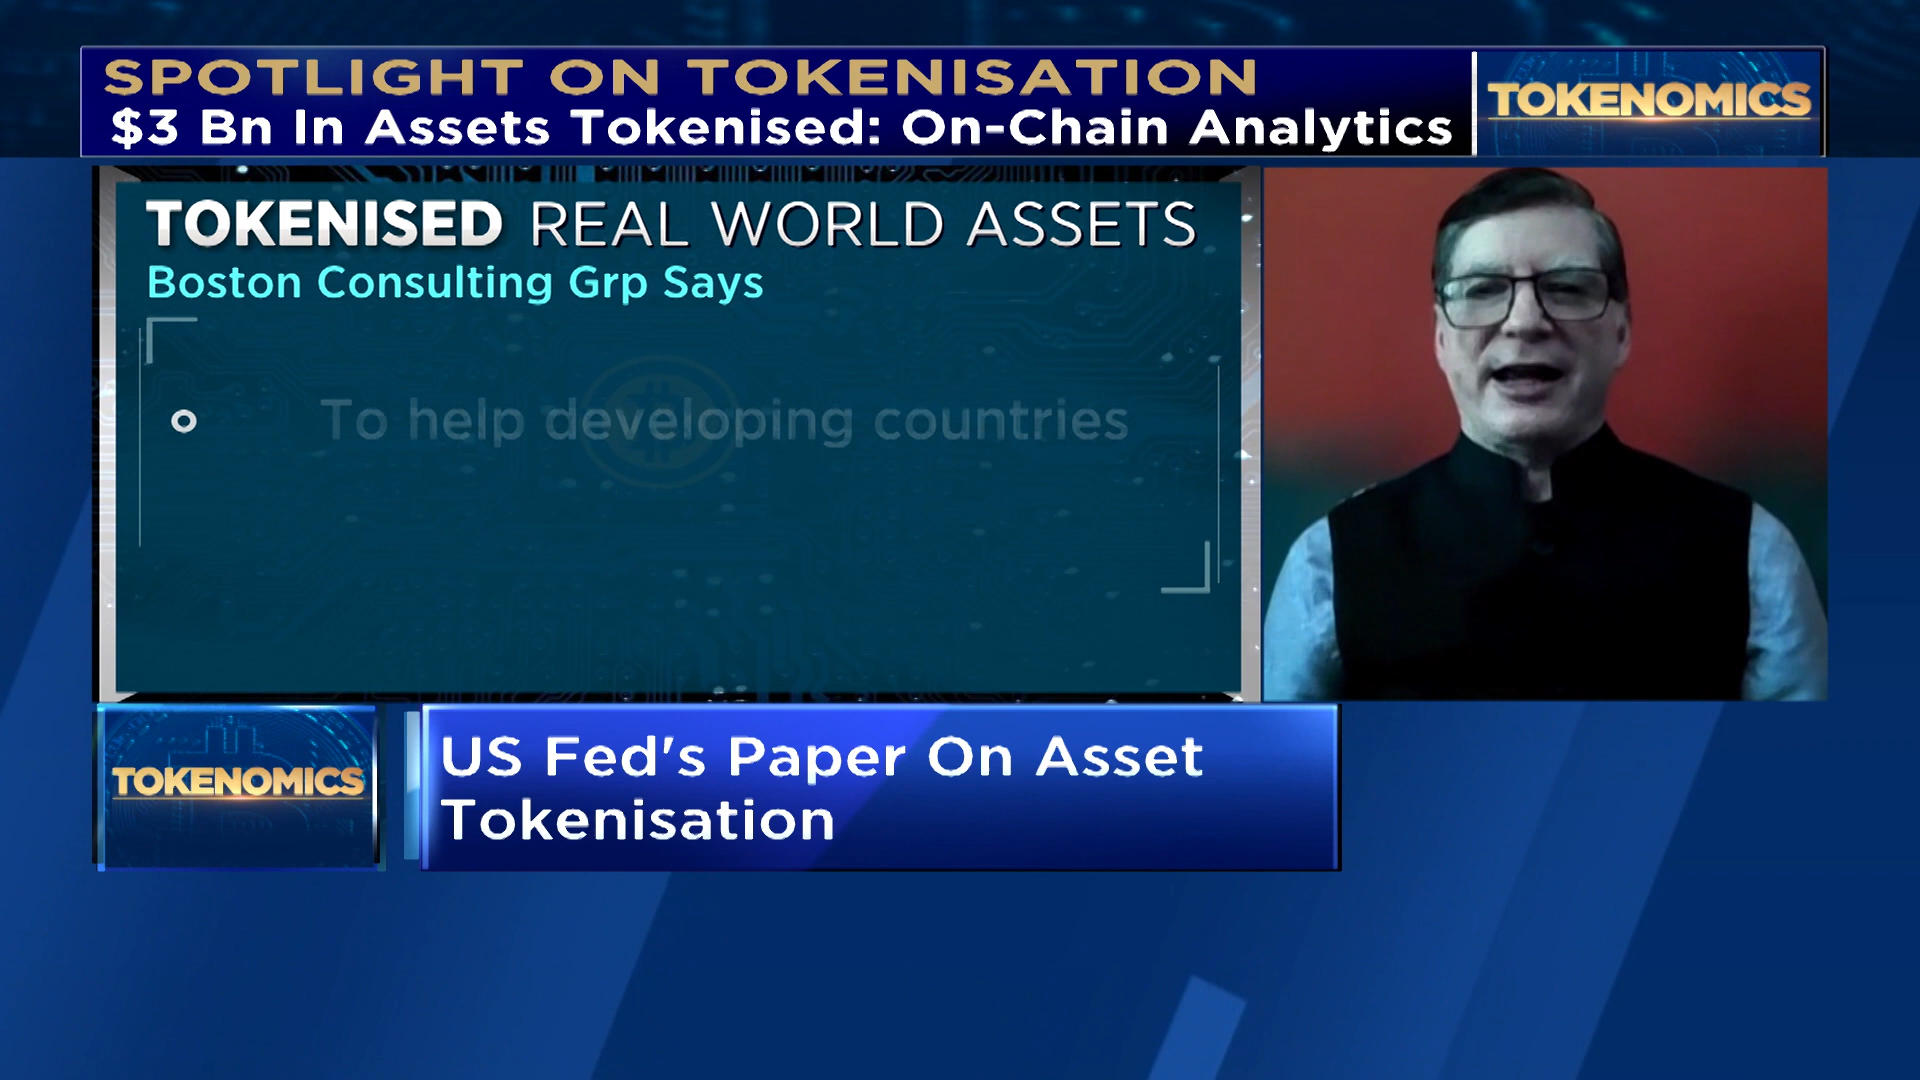 SPOTLIGHT ON TOKENISATION
$3 Bn In Assets Tokenised: On-Chain Analytics
TOKENOMICS
TOKENISED REAL WORLD ASSETS
Boston Consulting Grp Says
To help developing countries
TOKENOMICS
US Fed's Paper On Asset
Tokenisation